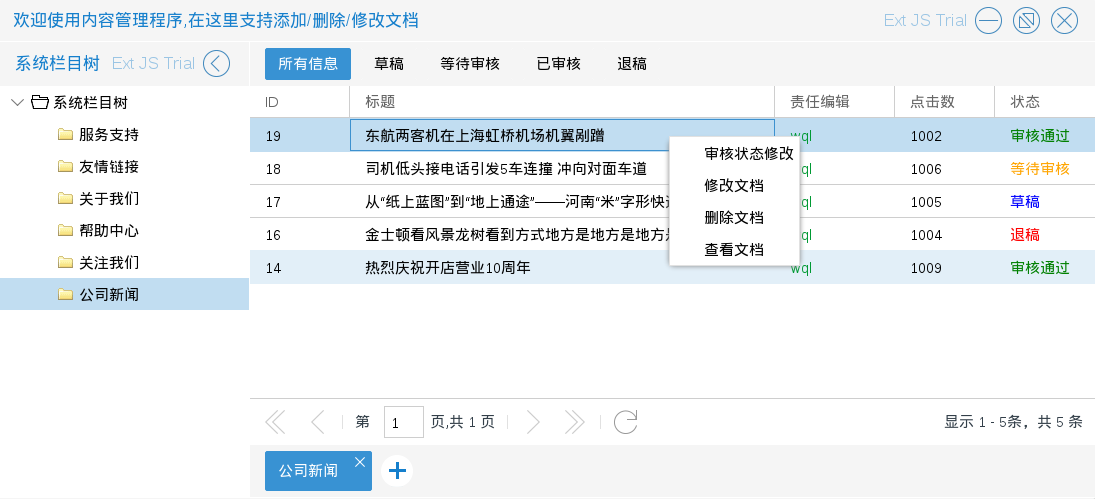 欢迎使用内容管理程序,在这里支持添加/删除/修改文档 Ext JS Trial
系统栏目树 Ext JS Trial
所有信息 草稿 等待审核 已审核 退稿
系统栏目树
服务支持
友情链接
关于我们
帮助中心
关注我们
公司新闻
ID 标题 责任编辑 点击数 状态
19 东航两客机在上海虹桥机场机翼剐蹭 wql 1002 审核通过
18 司机低头接电话引发5车连撞 冲向对面车道 ql 1006 等待审核
17 从“纸上蓝图”到“地上通途”——河南“米”字形快 ql 1005 草稿
16 金士顿看风景龙树看到方式地方是地方是地方 ql 1004 退稿
14 热烈庆祝开店营业10周年 wql 1009 审核通过
审核状态修改
修改文档
删除文档
查看文档
第 1 页,共 1 页 显示 1 - 5条，共 5 条
公司新闻